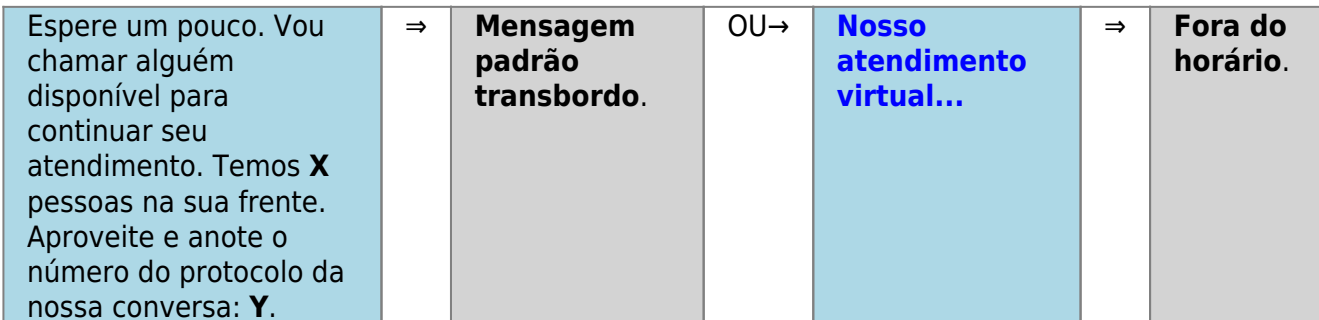 Espere um pouco. Vou
chamar alguém
disponível para
continuar seu
atendimento. Temos X
pessoas na sua frente.
Aproveite e anote o
número do protocolo da
nossa conversa: Y.
⇒
Mensagem
padrão
transbordo.
OU→
Nosso
atendimento
virtual...
⇒
Fora do
horário.